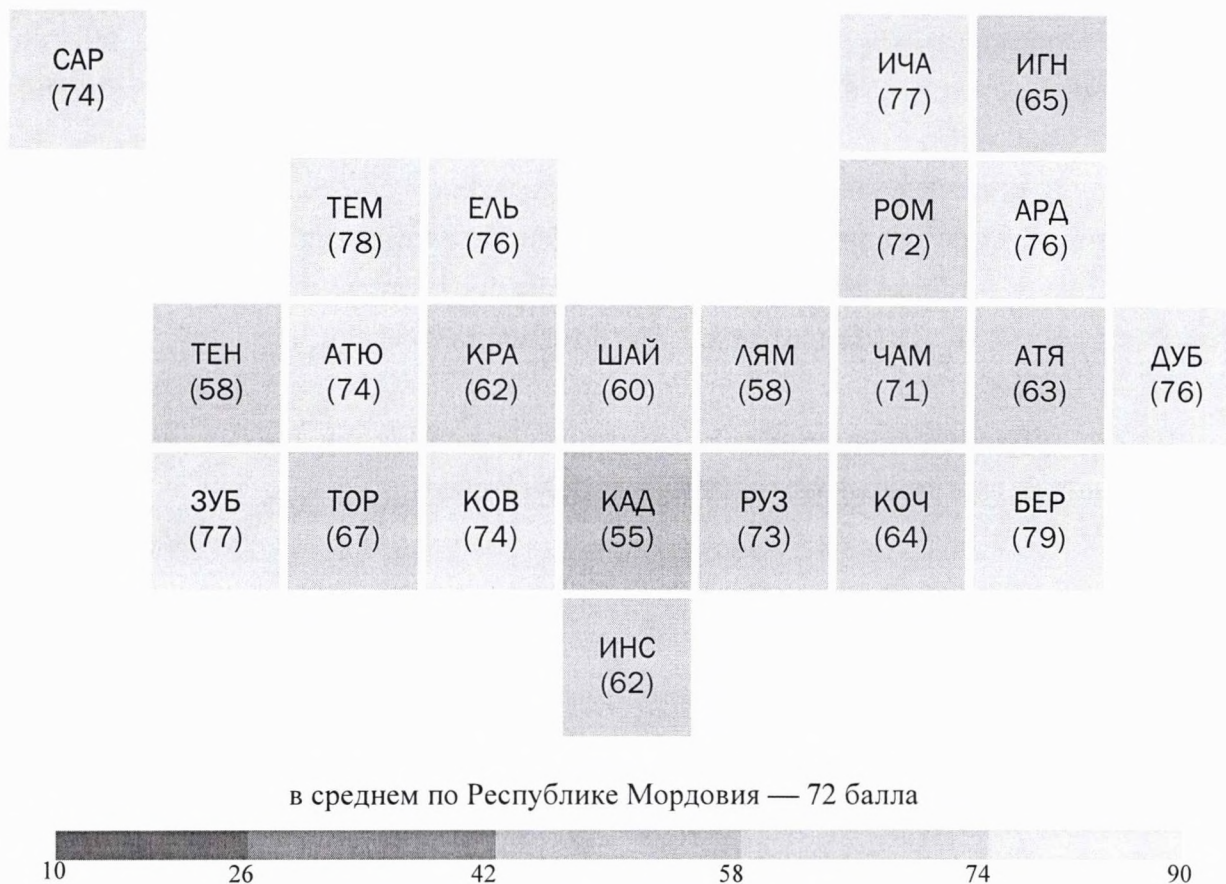 САР ИЧА ИГН
(74) (77) (65)
ТЕМ ЕЛЬ РОМ АРД
(78) (76) (72) (76)
ТЕН АТЮ КРА ШАЙ ЛЯМ ЧАМ АТЯ ДУБ
(58) (74) (62) (60) (58) (71) (63) (76)
ЗУБ ТОР КОВ КАД РУЗ КОЧ БЕР
(77) (67) (74) (55) (73) (64) (79)
ИНС
(62)
в среднем по Республике Мордовия — 72 балла
10 26 42 58 74 90